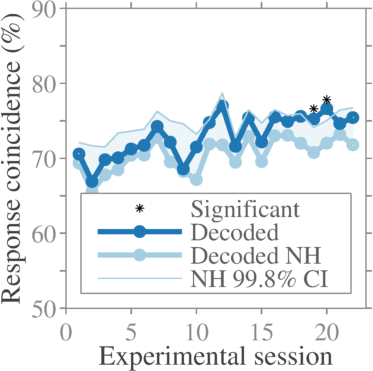 Response coincidence (%)
90
80
70
60
50
Significant
Decoded
Decoded NH
NH 99.8% CI
0 5 10 15 20
Experimental session